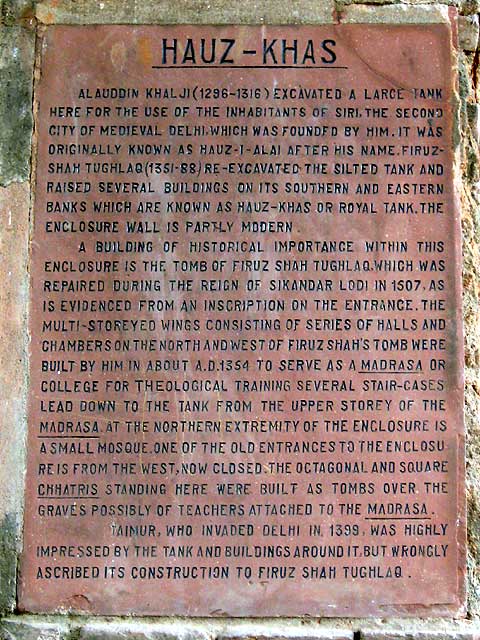 HAUZ-KHAS
ALAUDDIN KHALJI(1296-1316) EXCAVATED A LARGE TANK
HERE FOR THE USE OF THE INHABITANTS OF SIRI, THE SECOND
CITY OF MEDIEVAL DELHI, WHICH WAS FOUNDED BY HIM. IT WAS
ORIGINALLY KNOWN AS HAUZ-I-ALAI AFTER HIS NAME. FIRUZ-
SHAH TUGHLAQ(1351-88) RE-EXCAVATED THE SILTED TANK AND
RAISED SEVERAL BUILDINGS ON ITS SOUTHERN AND EASTERN
BANKS WHICH ARE KNOWN AS HAUZ-KHAS OR ROYAL TANK. THE
ENCLOSURE WALL IS PARTLY MODERN.
A BUILDING OF HISTORICAL IMPORTANCE WITHIN THIS
ENCLOSURE IS THE TOMB OF FIRUZ SHAH TUGHLAQ, WHICH WAS
REPAIRED DURING THE REIGN OF SIKANDAR LODI IN 1507, AS
IS EVIDENCED FROM AN INSCRIPTION ON THE ENTRANCE. THE
MULTI-STOREYED WINGS CONSISTING OF SERIES OF HALLS AND
CHAMBERS ON THE NORTH AND WEST OF FIRUZ SHAH'S TOMB WERE
BUILT BY HIM IN ABOUT A.D.1354 TO SERVE AS A MADRASA OR
COLLEGE FOR THEOLOGICAL TRAINING SEVERAL STAIR-CASES
LEAD DOWN TO THE TANK FROM THE UPPER STOREY OF THE
MADRASA. AT THE NORTHERN EXTREMITY OF THE ENCLOSURE IS
A SMALL MOSQUE. ONE OF THE OLD ENTRANCES TO THE ENCLOSU-
RE IS FROM THE WEST, NOW CLOSED. THE OCTAGONAL AND SQUARE
CHHATRIS STANDING HERE WERE BUILT AS TOMBS OVER THE
GRAVES POSSIBLY OF TEACHERS ATTACHED TO THE MADRASA.
TAIMUR, WHO INVADED DELHI IN 1399, WAS HIGHLY
IMPRESSED BY THE TANK AND BUILDINGS AROUND IT, BUT WRONGLY
ASCRIBED ITS CONSTRUCTION TO FIRUZ SHAH TUGHLAQ.